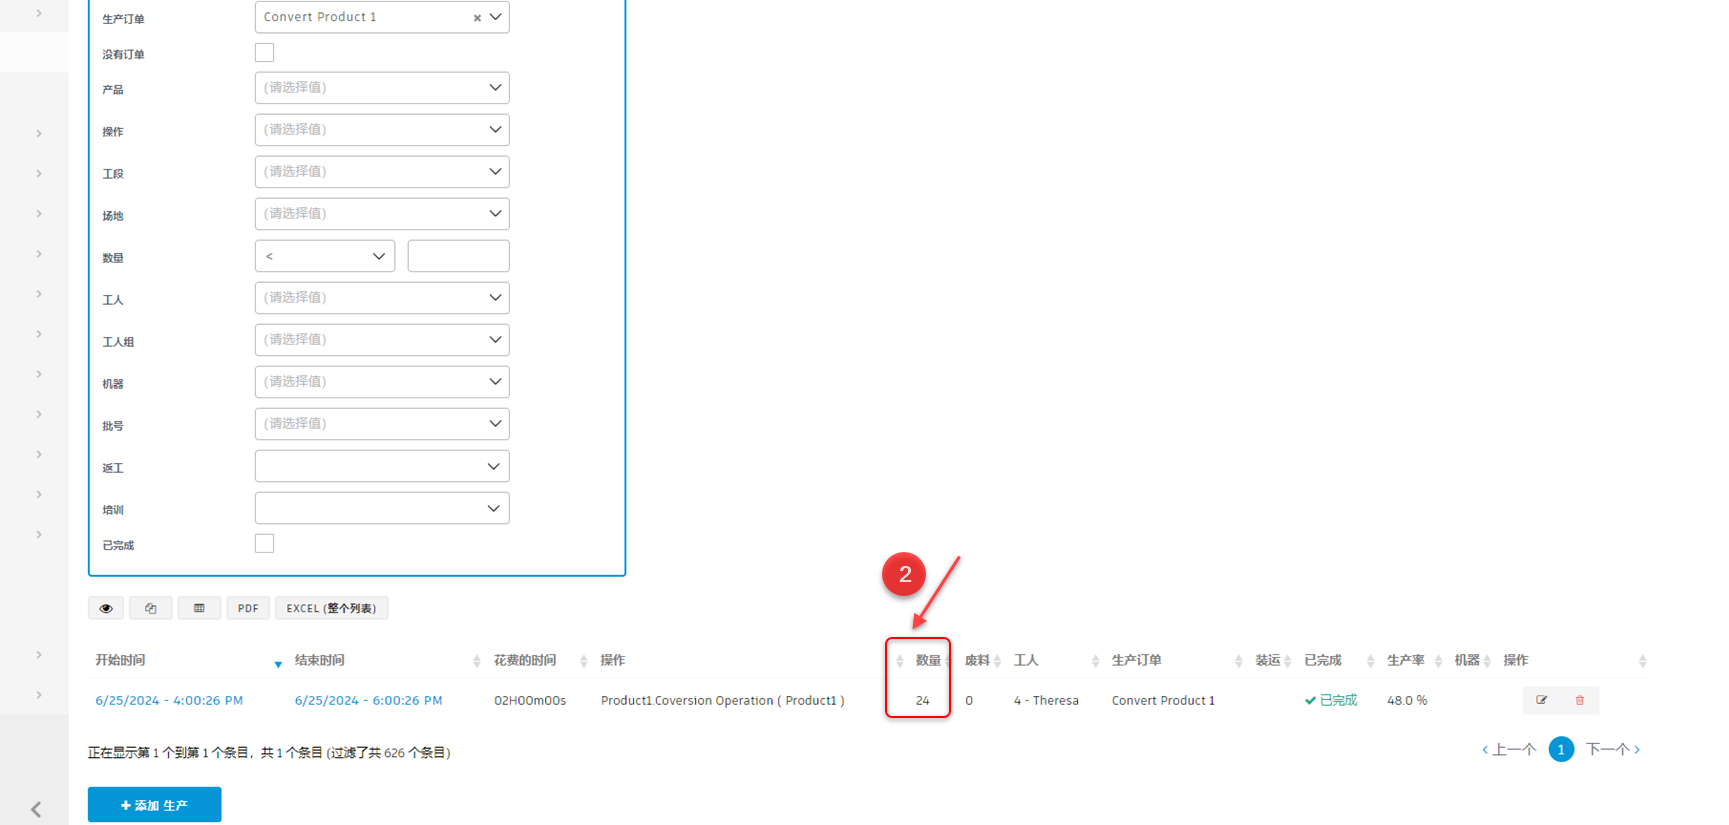 生产订单 Convert Product 1
没有订单
产品 (请选择值)
操作 (请选择值)
工段 (请选择值)
场地 (请选择值)
数量 <
工人 (请选择值)
工人组 (请选择值)
机器 (请选择值)
批号 (请选择值)
返工
培训
已完成
2
PDF EXCEL (整个列表)
开始时间 结束时间 花费的时间 操作 数量 废料 工人 生产订单 装运 已完成 生产率 机器 操作
6/25/2024 - 4:00:26 PM 6/25/2024 - 6:00:26 PM 02H00m00s Product1.Coversion Operation ( Product1 ) 24 0 4 - Theresa Convert Product 1 已完成 48.0 %
正在显示第 1 个到第 1 个条目，共 1 个条目 (过滤了共 626 个条目)
上一个 1 下一个
+ 添加 生产